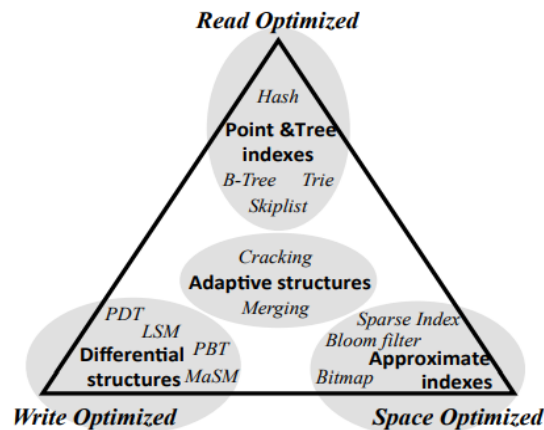 Read Optimized
Hash
Point &Tree
indexes
B-Tree Trie
Skiplist
Cracking
Adaptive structures
Merging
PDT
LSM
PBT
Differential
structures
MaSM
Sparse Index
Bloom filter
Approximate
indexes
Bitmap
Write Optimized
Space Optimized